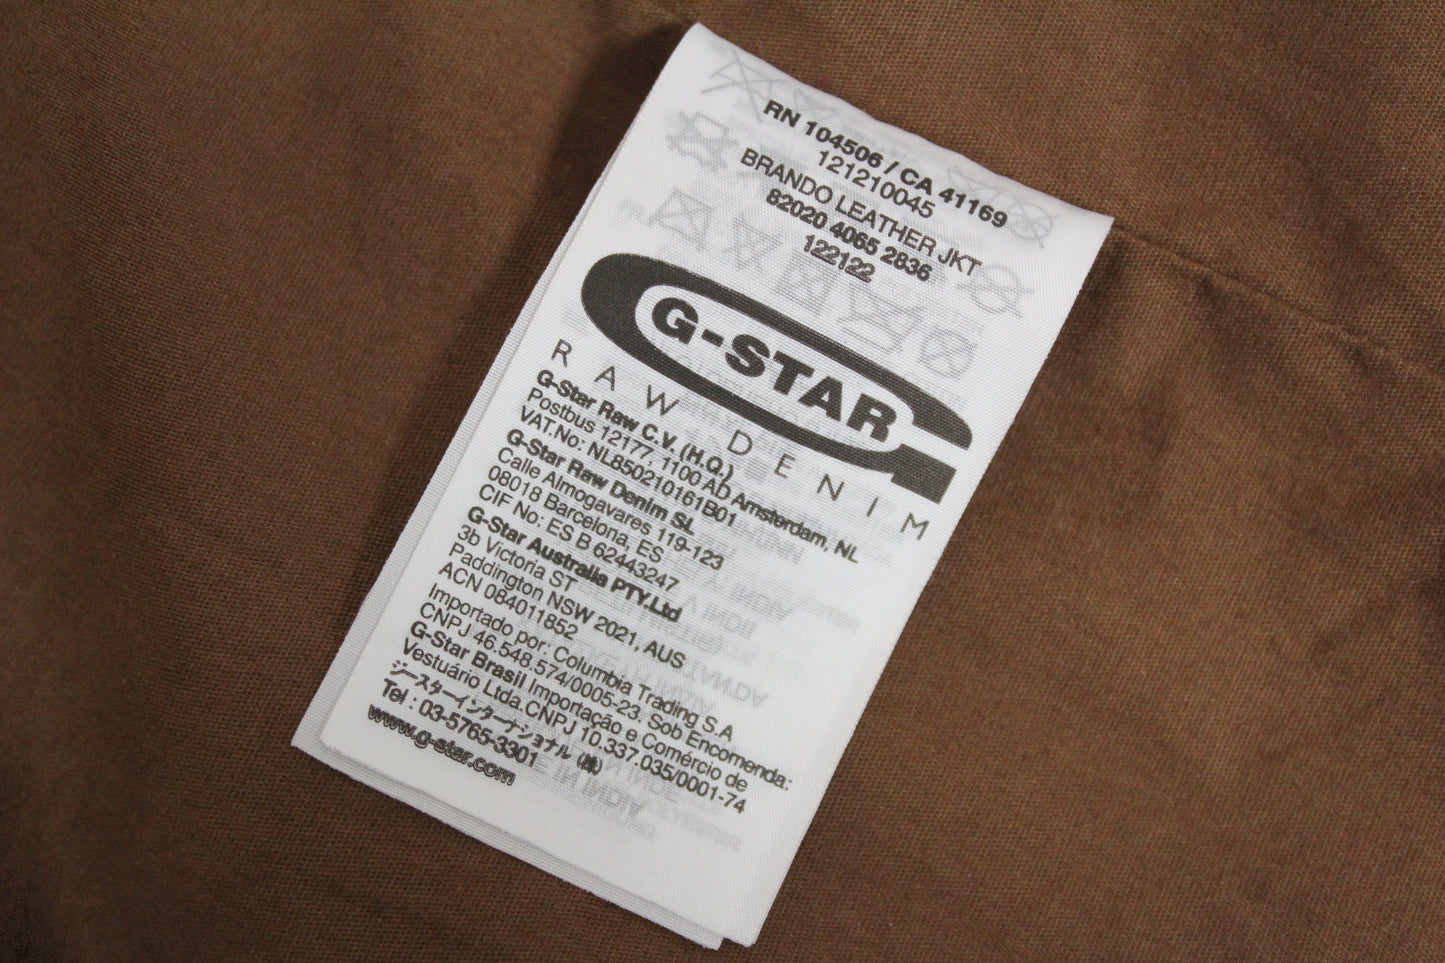 RN 104506 / CA 41169
121210045
BRANDO LEATHER JKT
82020 4065 2836
122122
G-STAR
RAW DENIM
G-Star Raw C.V. (H.Q.)
Postbus 12177, 1100 AD Amsterdam, NL
VAT.No: NL850210161B01
G-Star Raw Denim SL
Calle Almogavares 119-123
08018 Barcelona, ES
CIF No: ES B 62443247
G-Star Australia PTY.Ltd
3b Victoria ST
Paddington NSW 2021, AUS
ACN 084011852
Importado por: Columbia Trading S.A
CNPJ 46.548.574/0005-23. Sob Encomenda:
G-Star Brasil Importação e Comércio de
Vestuário Ltda.CNPJ 10.337.035/0001-74
ジースターインターナショナル (株)
Tel : 03-5765-3301
www.g-star.com